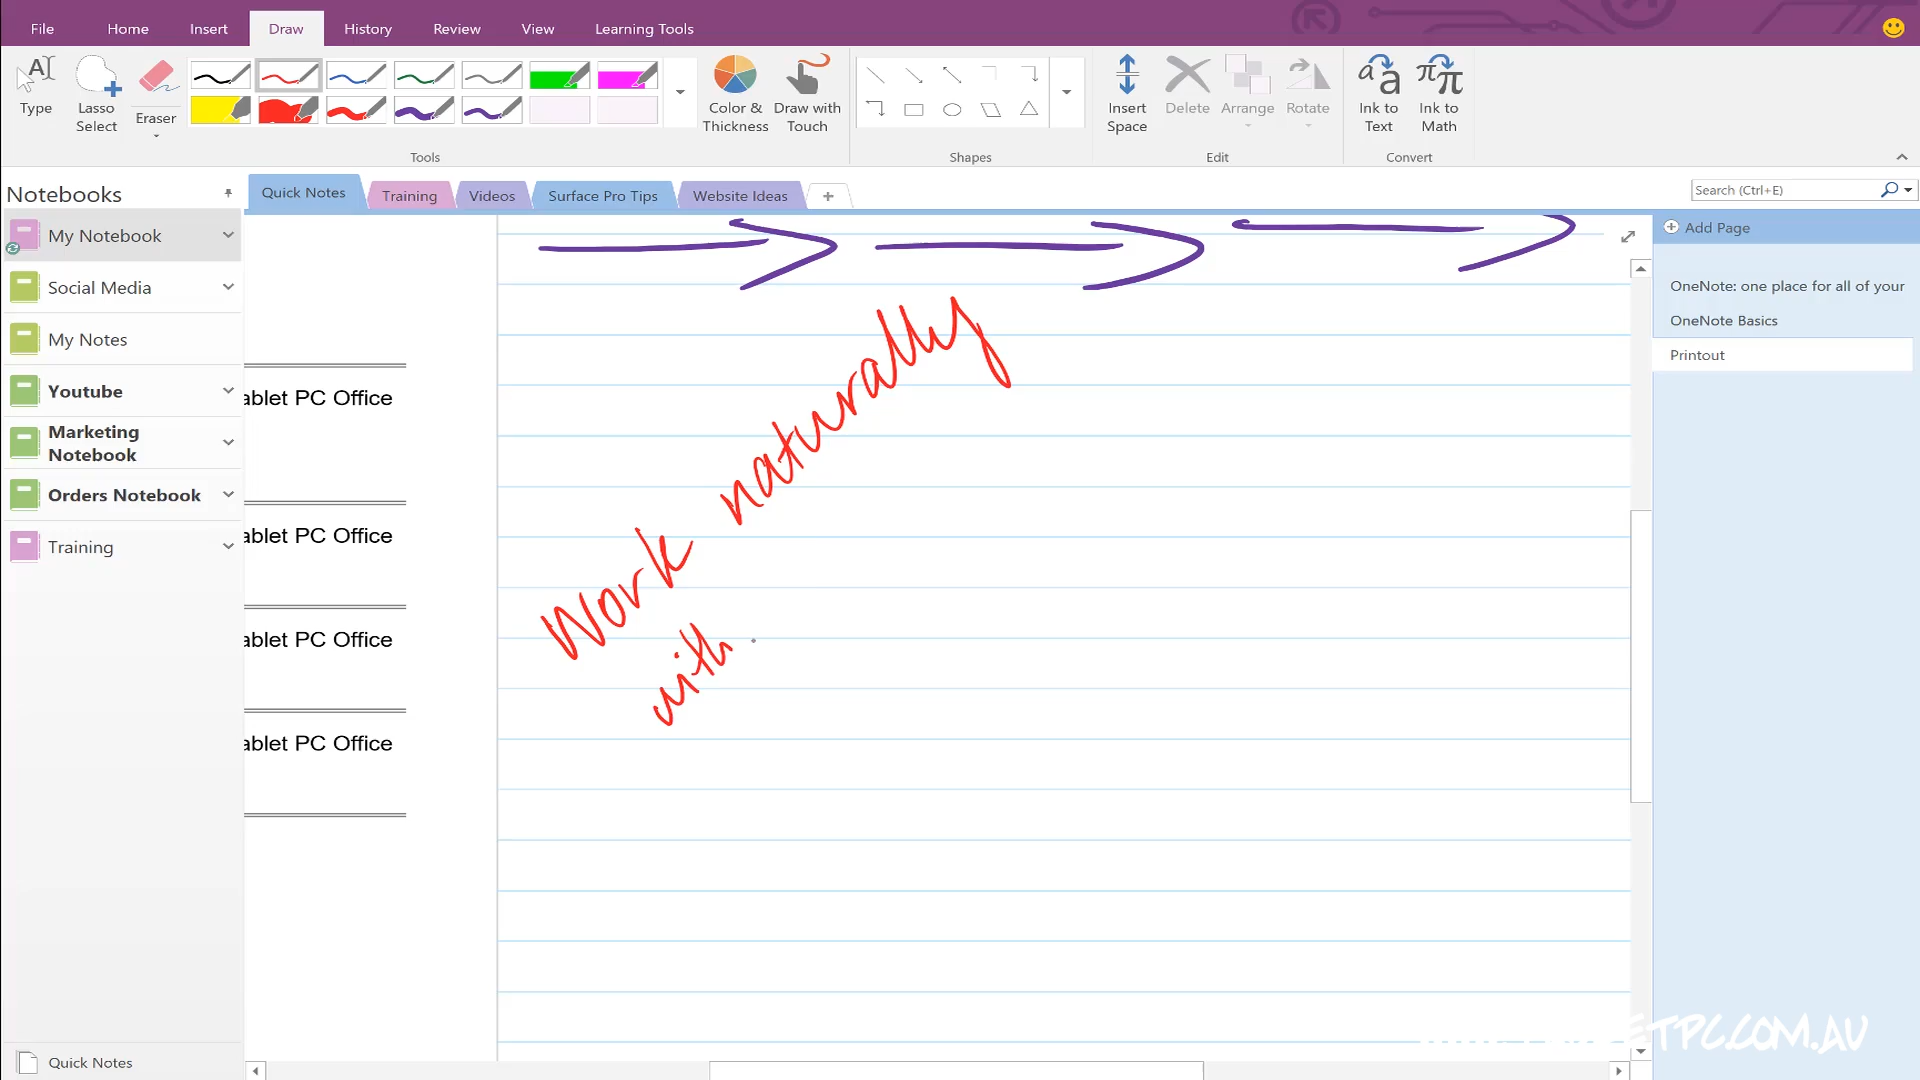 File Home Insert Draw History Review View Learning Tools
Type
Lasso Select
Eraser
Color & Thickness
Draw with Touch
Insert Space
Delete
Arrange
Rotate
Ink to Text
Ink to Math
Tools Shapes Edit Convert
Notebooks
Quick Notes Training Videos Surface Pro Tips Website Ideas
Search (Ctrl+E)
My Notebook
Social Media
My Notes
Youtube
Marketing Notebook
Orders Notebook
Training
Quick Notes
ablet PC Office
ablet PC Office
ablet PC Office
ablet PC Office
Work naturally
with
Add Page
OneNote: one place for all of your
OneNote Basics
Printout
ETPC.COM.AU